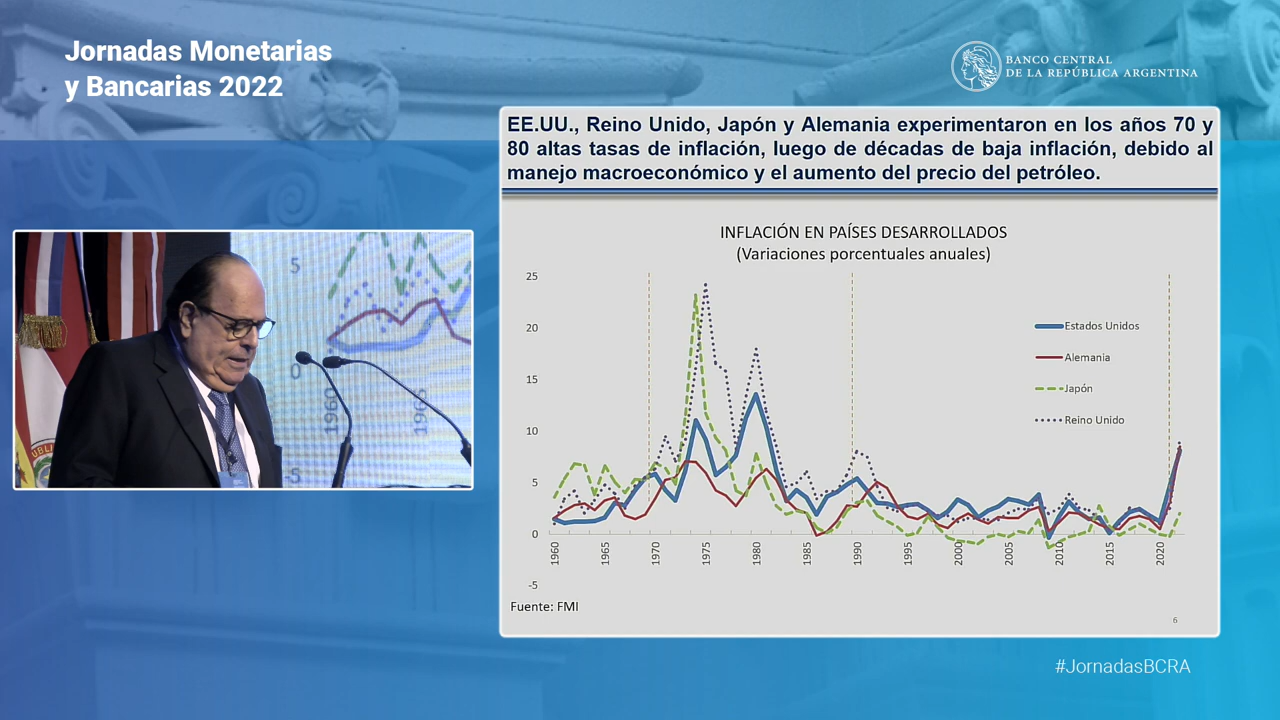 Jornadas Monetarias
y Bancarias 2022
BANCO CENTRAL
DE LA REPÚBLICA ARGENTINA
EE.UU., Reino Unido, Japón y Alemania experimentaron en los años 70 y
80 altas tasas de inflación, luego de décadas de baja inflación, debido al
manejo macroeconómico y el aumento del precio del petróleo.
INFLACIÓN EN PAÍSES DESARROLLADOS
(Variaciones porcentuales anuales)
25
20
15
10
5
0
-5
Estados Unidos
Alemania
Japón
Reino Unido
1960
1965
1970
1975
1980
1985
1990
1995
2000
2005
2010
2015
2020
Fuente: FMI
6
5
0
-5
1960
#JornadasBCRA